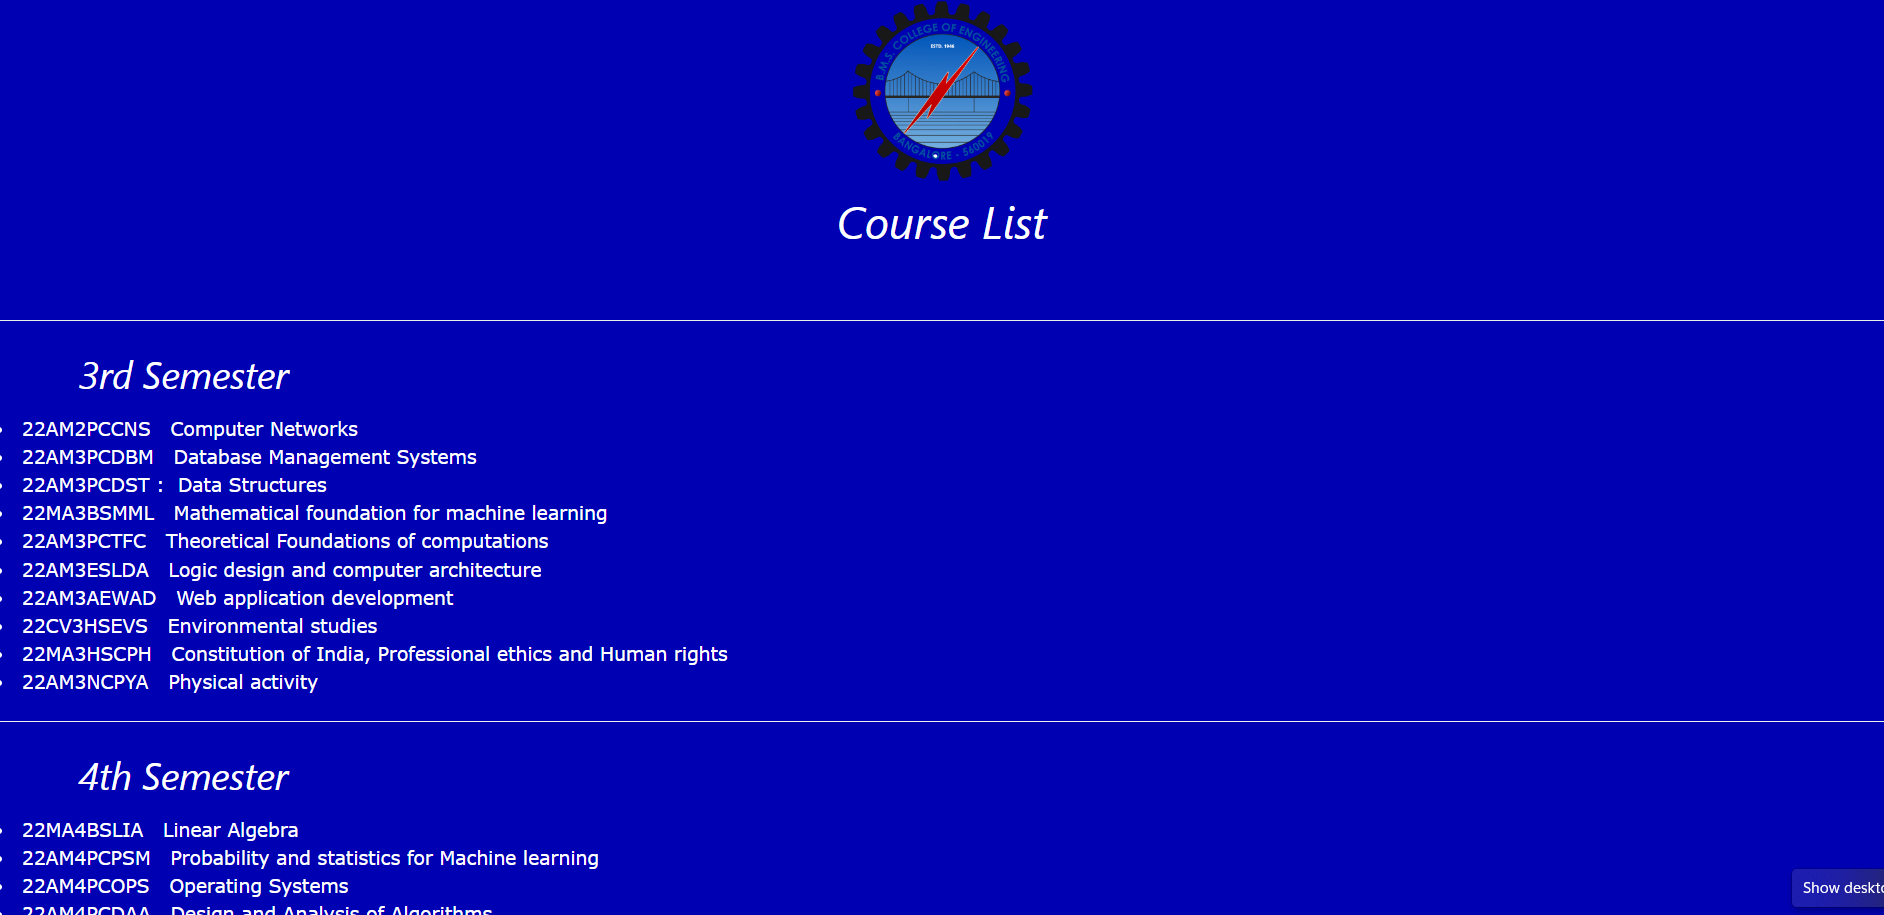 B.M.S. COLLEGE OF ENGINEERING
ESTD. 1946
BANGALORE - 560019
Course List
3rd Semester
22AM2PCCNS Computer Networks
22AM3PCDBM Database Management Systems
22AM3PCDST : Data Structures
22MA3BSMML Mathematical foundation for machine learning
22AM3PCTFC Theoretical Foundations of computations
22AM3ESLDA Logic design and computer architecture
22AM3AEWAD Web application development
22CV3HSEVS Environmental studies
22MA3HSCPH Constitution of India, Professional ethics and Human rights
22AM3NCPYA Physical activity
4th Semester
22MA4BSLIA Linear Algebra
22AM4PCPSM Probability and statistics for Machine learning
22AM4PCOPS Operating Systems
22AM4PCDAA Design and Analysis of Algorithms
Show deskto